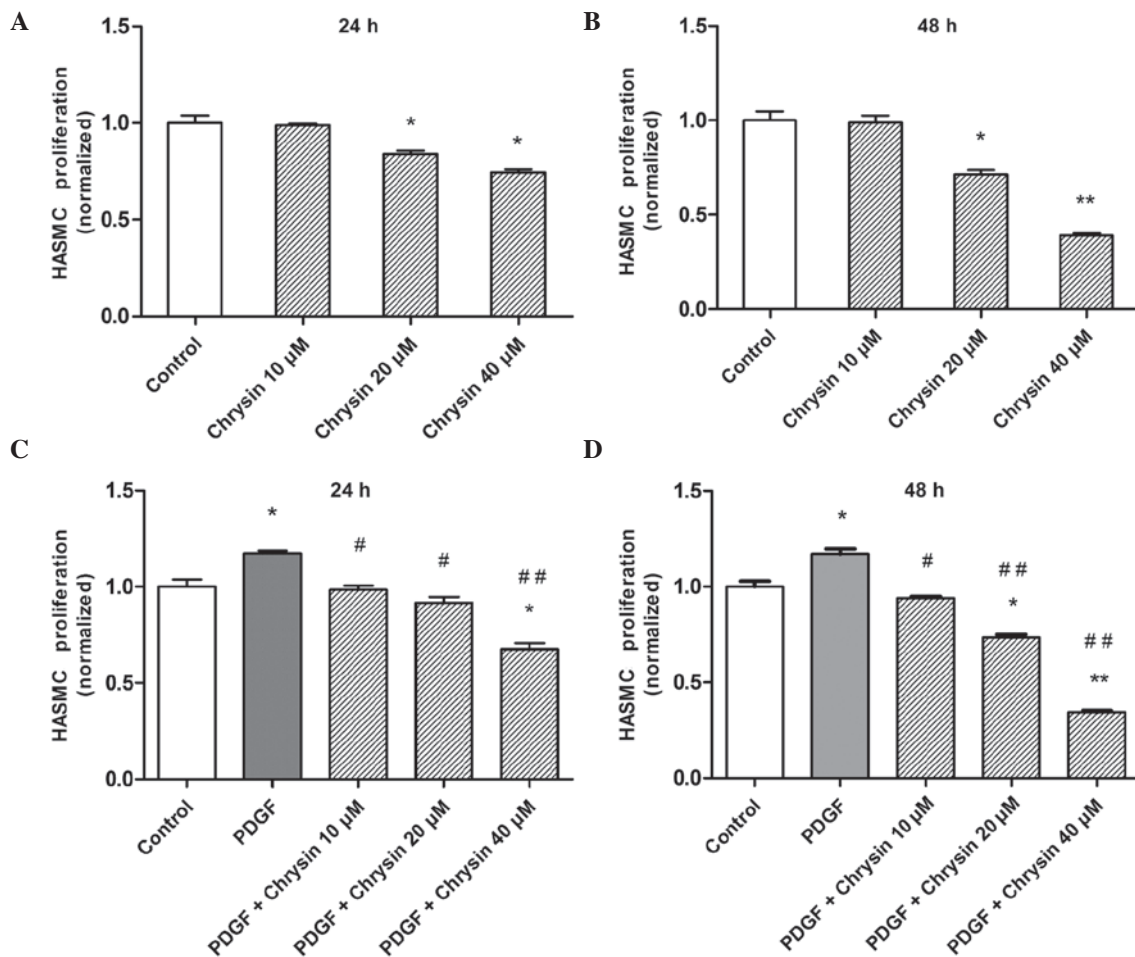 A
24 h
HASMC proliferation
(normalized)
1.5
1.0
0.5
0.0
*
*
Control
Chrysin 10 µM
Chrysin 20 µM
Chrysin 40 µM
B
48 h
HASMC proliferation
(normalized)
1.5
1.0
0.5
0.0
*
**
Control
Chrysin 10 µM
Chrysin 20 µM
Chrysin 40 µM
C
24 h
HASMC proliferation
(normalized)
1.5
1.0
0.5
0.0
*
#
#
##
*
Control
PDGF
PDGF + Chrysin 10 µM
PDGF + Chrysin 20 µM
PDGF + Chrysin 40 µM
D
48 h
HASMC proliferation
(normalized)
1.5
1.0
0.5
0.0
*
#
##
*
##
**
Control
PDGF
PDGF + Chrysin 10 µM
PDGF + Chrysin 20 µM
PDGF + Chrysin 40 µM